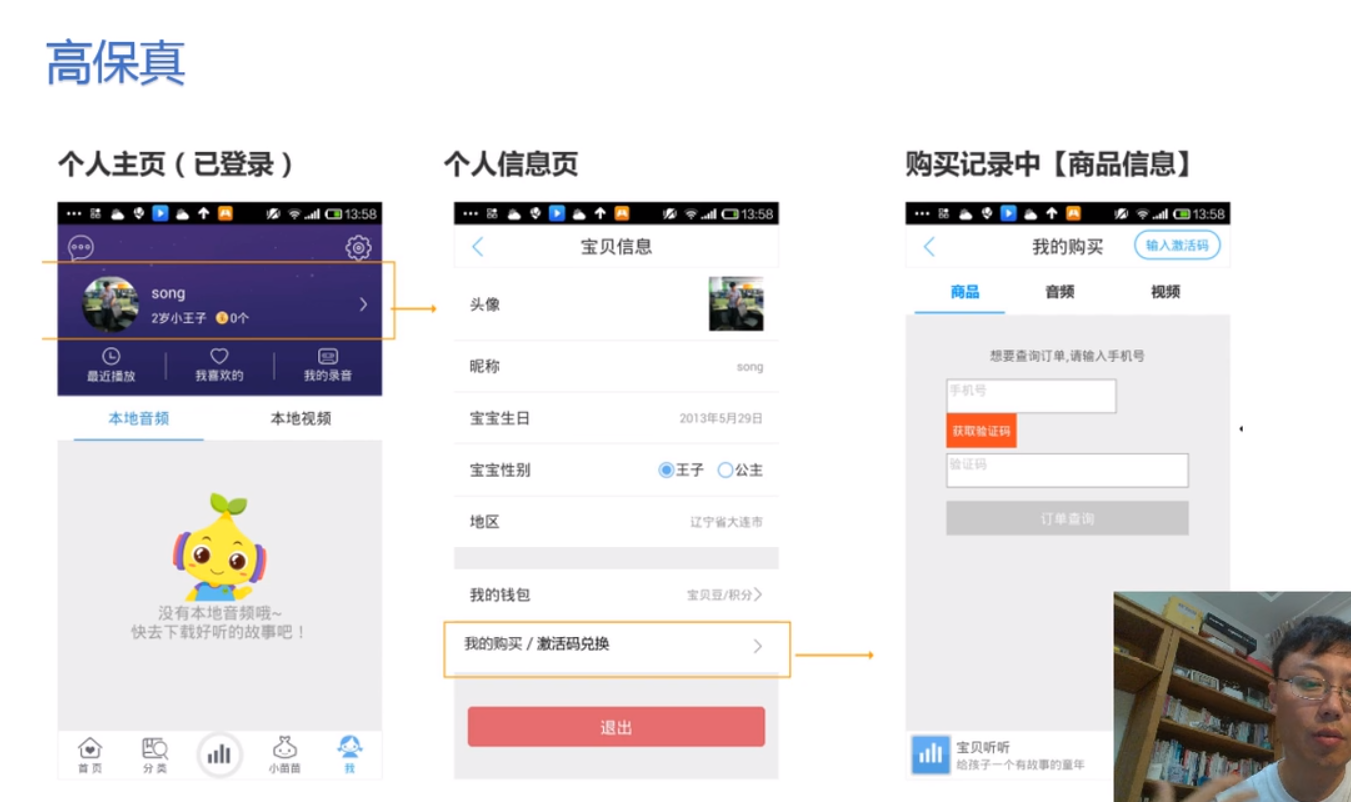 高保真
个人主页（已登录）
13:58
song
2岁小王子 0个
最近播放 我喜欢的 我的录音
本地音频 本地视频
没有本地音频哦~
快去下载好听的故事吧！
首页 分类 小苗苗 我
个人信息页
13:58
宝贝信息
头像
昵称 song
宝宝生日 2013年5月29日
宝宝性别 王子 公主
地区 辽宁省大连市
我的钱包 宝贝豆/积分
我的购买 / 激活码兑换
退出
购买记录中【商品信息】
13:58
我的购买 输入激活码
商品 音频 视频
想要查询订单,请输入手机号
手机号
获取验证码
验证码
订单查询
宝贝听听
给孩子一个有故事的童年